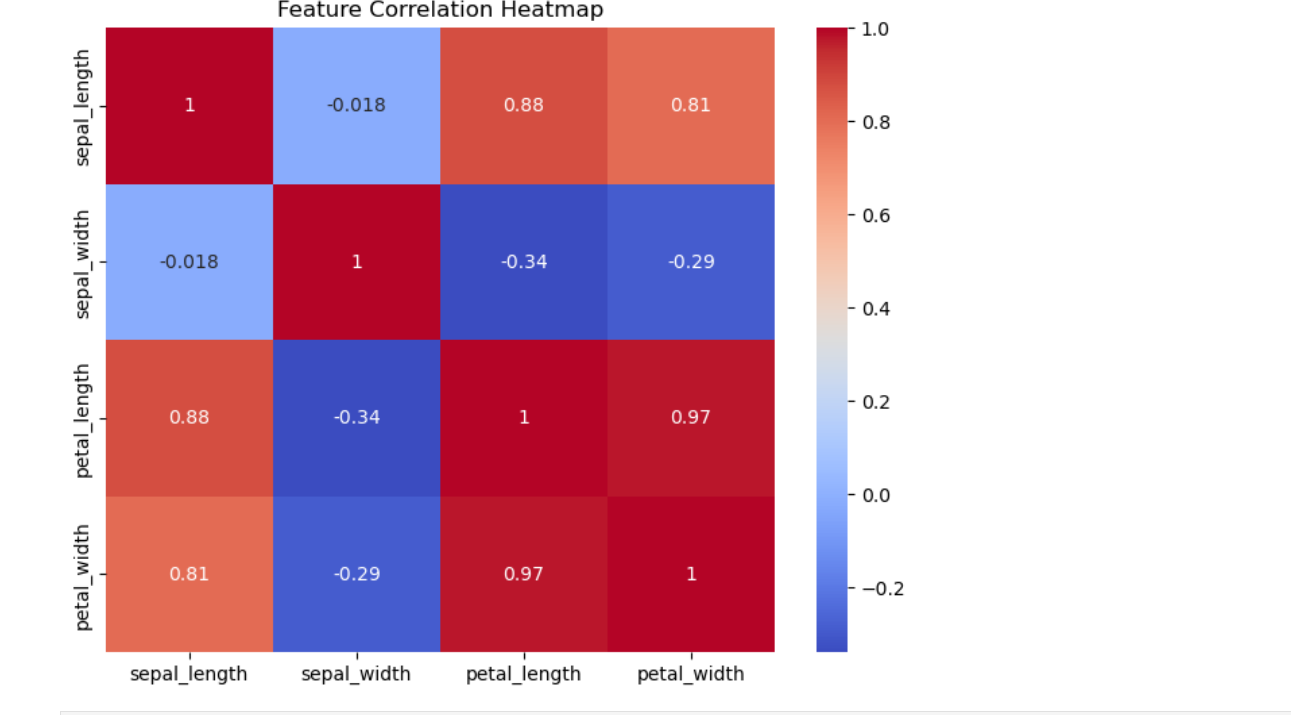 Feature Correlation Heatmap
sepal_length 1 -0.018 0.88 0.81
sepal_width -0.018 1 -0.34 -0.29
petal_length 0.88 -0.34 1 0.97
petal_width 0.81 -0.29 0.97 1
sepal_length sepal_width petal_length petal_width
1.0
0.8
0.6
0.4
0.2
0.0
−0.2